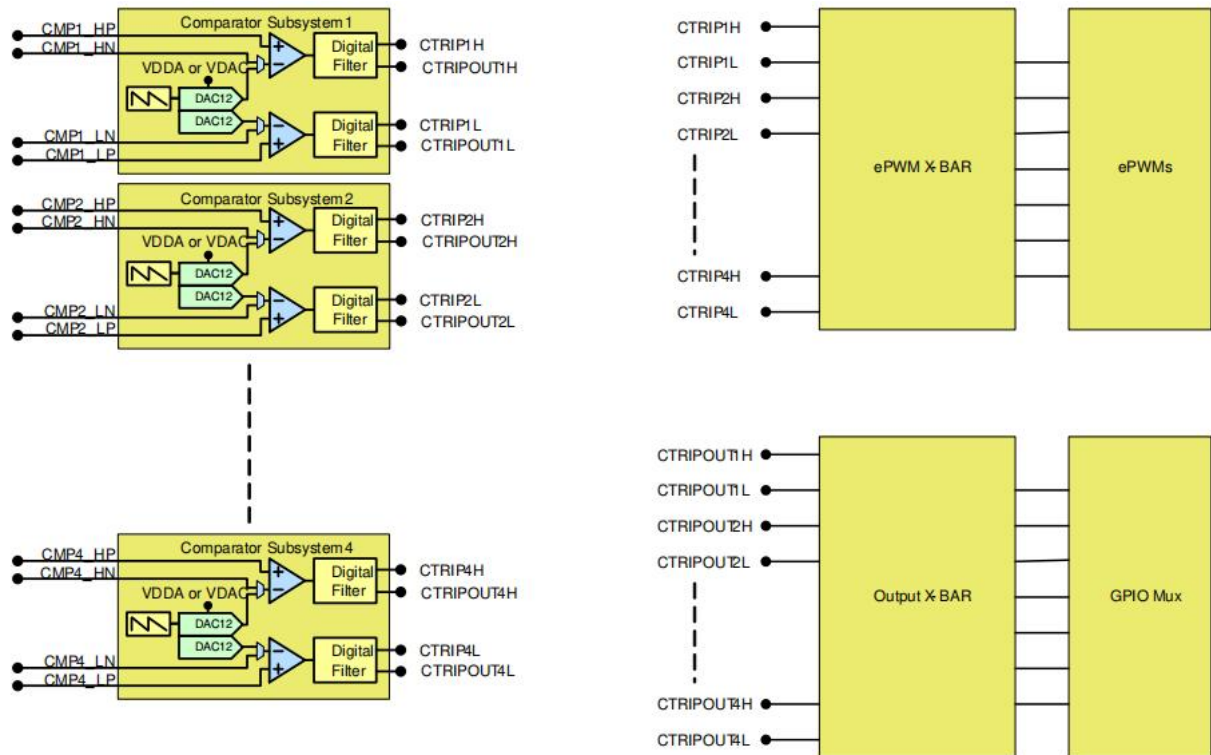 Comparator Subsystem 1
CMP1_HP
CMP1_HN
VDDA or VDAC
DAC12
DAC12
CMP1_LN
CMP1_LP
Digital
Filter
Digital
Filter
CTRIP1H
CTRIPOUT1H
CTRIP1L
CTRIPOUT1L
Comparator Subsystem 2
CMP2_HP
CMP2_HN
VDDA or VDAC
DAC12
DAC12
CMP2_LN
CMP2_LP
Digital
Filter
Digital
Filter
CTRIP2H
CTRIPOUT2H
CTRIP2L
CTRIPOUT2L
Comparator Subsystem 4
CMP4_HP
CMP4_HN
VDDA or VDAC
DAC12
DAC12
CMP4_LN
CMP4_LP
Digital
Filter
Digital
Filter
CTRIP4H
CTRIPOUT4H
CTRIP4L
CTRIPOUT4L
CTRIP1H
CTRIP1L
CTRIP2H
CTRIP2L
CTRIP4H
CTRIP4L
ePWM X-BAR
ePWMs
CTRIPOUT1H
CTRIPOUT1L
CTRIPOUT2H
CTRIPOUT2L
CTRIPOUT4H
CTRIPOUT4L
Output X-BAR
GPIO Mux